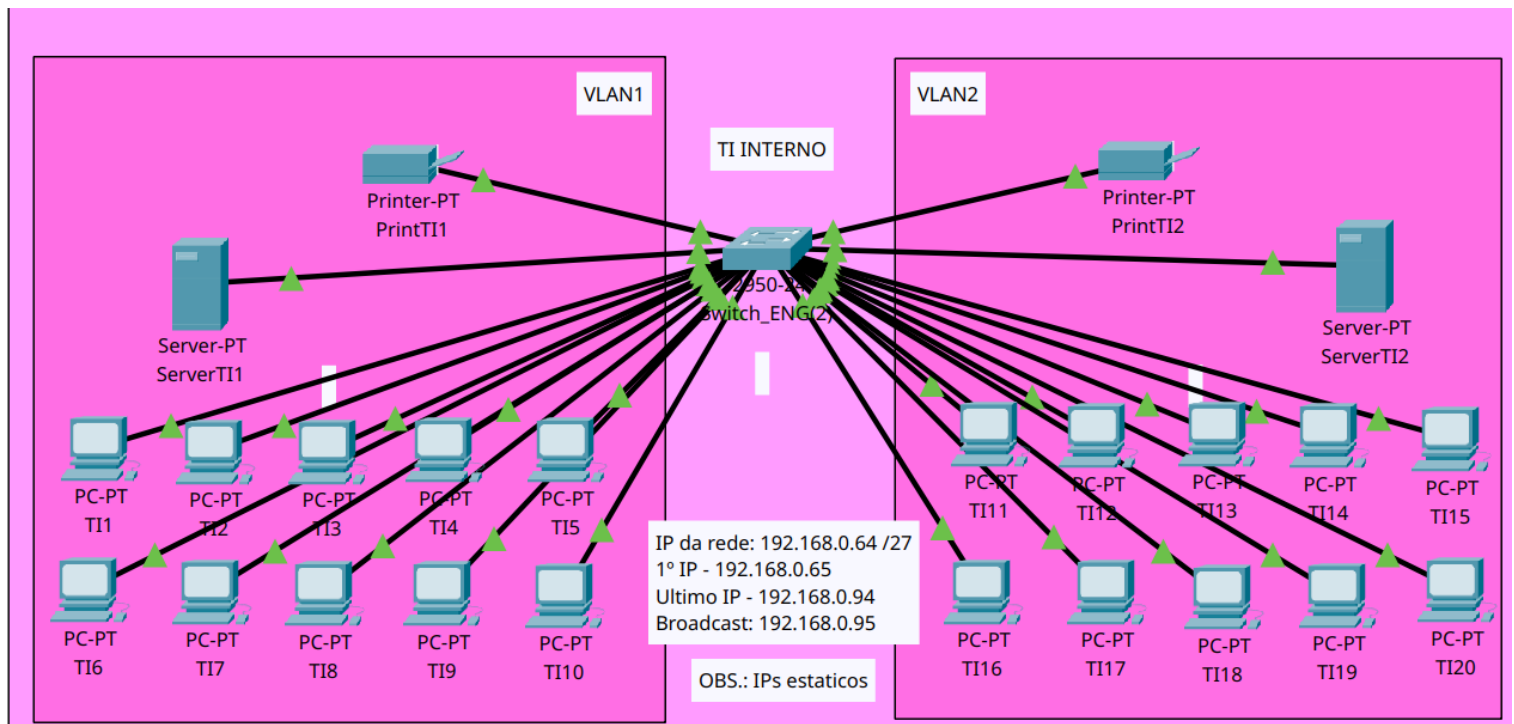 VLAN1
VLAN2
TI INTERNO
Printer-PT
PrintTI1
Printer-PT
PrintTI2
2950-24
Switch_ENG(2)
Server-PT
ServerTI1
Server-PT
ServerTI2
PC-PT
TI1
PC-PT
TI2
PC-PT
TI3
PC-PT
TI4
PC-PT
TI5
PC-PT
TI11
PC-PT
TI12
PC-PT
TI13
PC-PT
TI14
PC-PT
TI15
IP da rede: 192.168.0.64 /27
1º IP - 192.168.0.65
Ultimo IP - 192.168.0.94
Broadcast: 192.168.0.95
PC-PT
TI6
PC-PT
TI7
PC-PT
TI8
PC-PT
TI9
PC-PT
TI10
PC-PT
TI16
PC-PT
TI17
PC-PT
TI18
PC-PT
TI19
PC-PT
TI20
OBS.: IPs estaticos